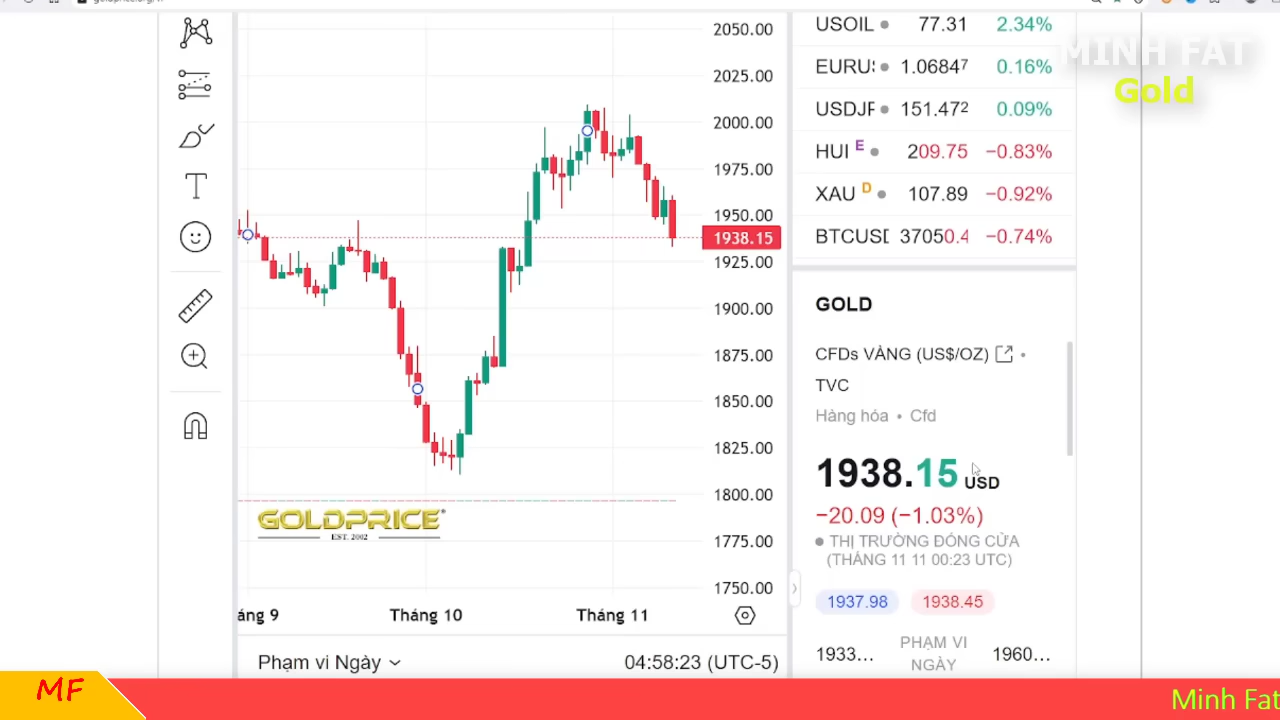 MINH FAT
Gold
2050.00
2025.00
2000.00
1975.00
1950.00
1938.15
1925.00
1900.00
1875.00
1850.00
1825.00
1800.00
1775.00
1750.00
GOLDPRICE
EST. 2002
Tháng 10
Tháng 11
Phạm vi Ngày
04:58:23 (UTC-5)
USOIL 77.31 2.34%
1.06847 0.16%
151.472 0.09%
HUI E 209.75 −0.83%
XAU D 107.89 −0.92%
37050.4 −0.74%
GOLD
CFDs VÀNG (US$/OZ) •
TVC
Hàng hóa • Cfd
1938.15 USD
−20.09 (−1.03%)
THỊ TRƯỜNG ĐÓNG CỬA
(THÁNG 11 11 00:23 UTC)
1937.98 1938.45
1933... PHẠM VI NGÀY 1960...
MF
Minh Fat